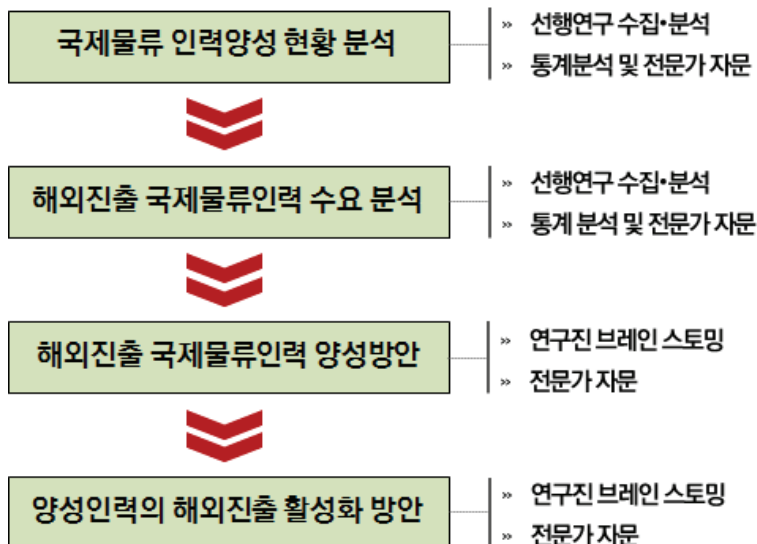 국제물류 인력양성 현황 분석
» 선행연구 수집•분석
» 통계분석 및 전문가 자문
해외진출 국제물류인력 수요 분석
» 선행연구 수집•분석
» 통계 분석 및 전문가 자문
해외진출 국제물류인력 양성방안
» 연구진 브레인 스토밍
» 전문가 자문
양성인력의 해외진출 활성화 방안
» 연구진 브레인 스토밍
» 전문가 자문